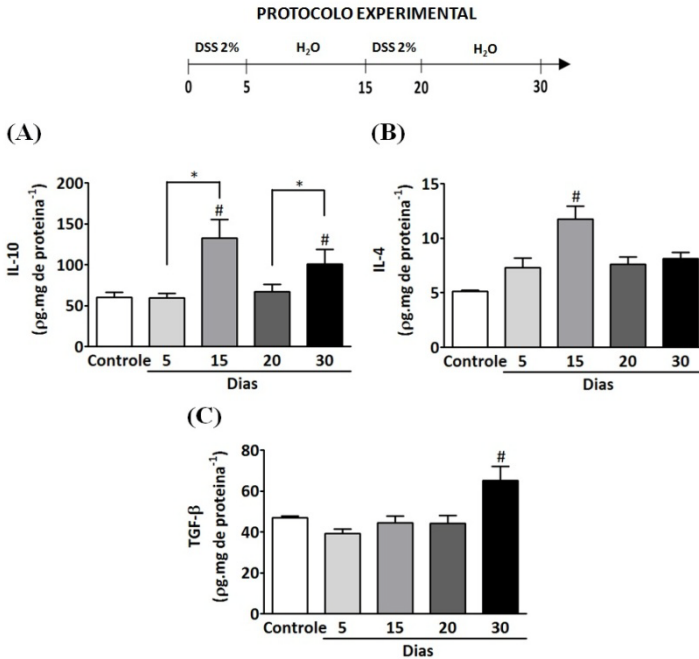 PROTOCOLO EXPERIMENTAL
DSS 2% H₂O DSS 2% H₂O
0 5 15 20 30
(A)
200
150
100
50
0
IL-10
(ρg.mg de proteina⁻¹)
* *
# #
Controle 5 15 20 30
Dias
(B)
15
10
5
0
IL-4
(ρg.mg de proteina⁻¹)
#
Controle 5 15 20 30
Dias
(C)
80
60
40
20
0
TGF-β
(ρg.mg de proteina⁻¹)
#
Controle 5 15 20 30
Dias